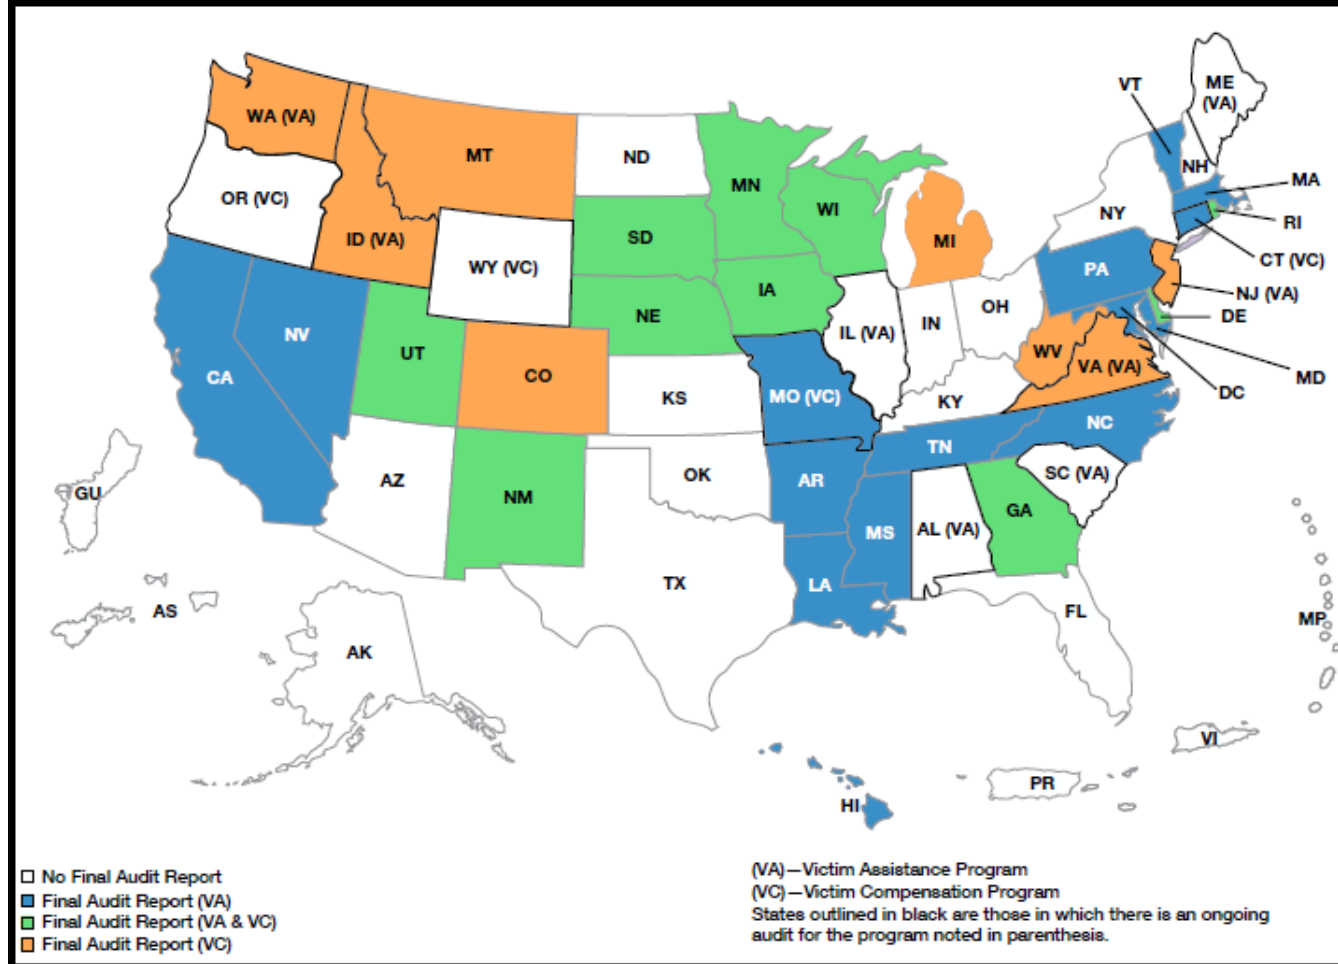 VT
ME
(VA)
WA (VA)
MT
ND
MN
NH
MA
OR (VC)
ID (VA)
WY (VC)
SD
WI
MI
NY
RI
CT (VC)
PA
NJ (VA)
NE
IA
IL (VA)
IN
OH
DE
NV
UT
CO
WV
VA (VA)
MD
CA
KS
MO (VC)
KY
DC
NC
TN
AZ
NM
OK
AR
SC (VA)
GU
GA
MS
AL (VA)
TX
LA
FL
AS
MP
AK
VI
PR
HI
No Final Audit Report
Final Audit Report (VA)
Final Audit Report (VA & VC)
Final Audit Report (VC)
(VA)—Victim Assistance Program
(VC)—Victim Compensation Program
States outlined in black are those in which there is an ongoing
audit for the program noted in parenthesis.